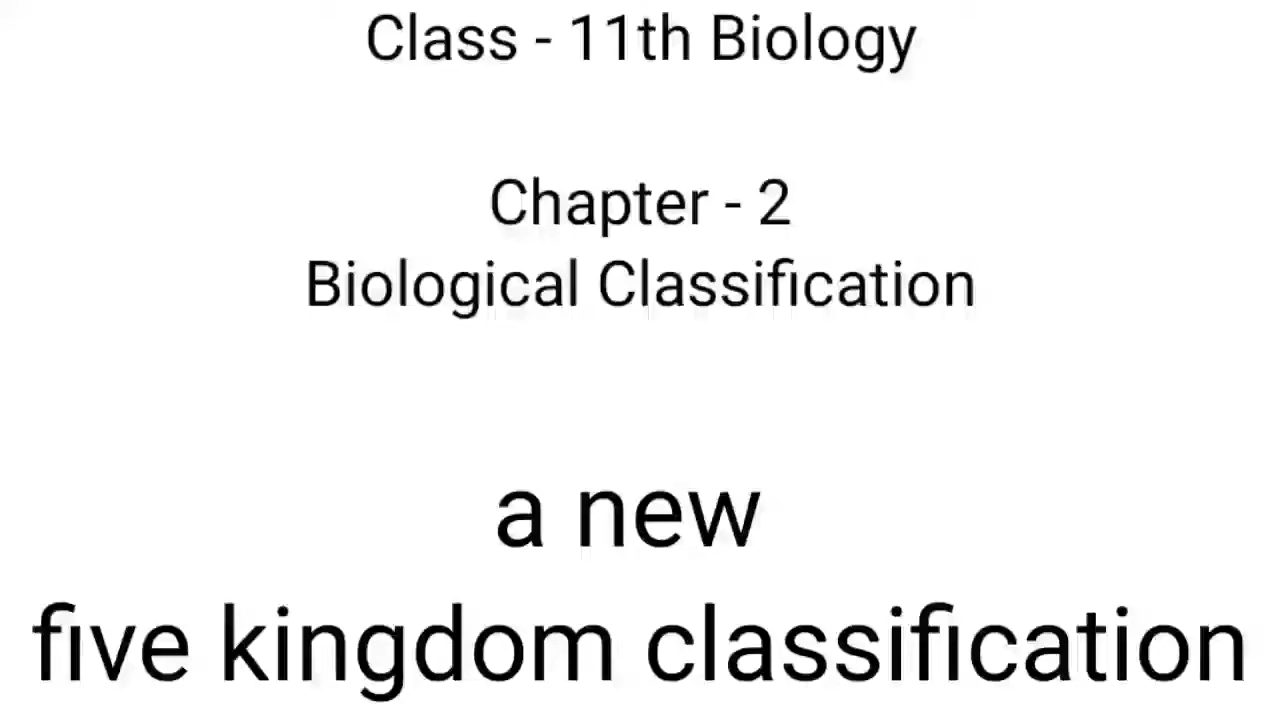 Class - 11th Biology
Chapter - 2
Biological Classification
a new
five kingdom classification